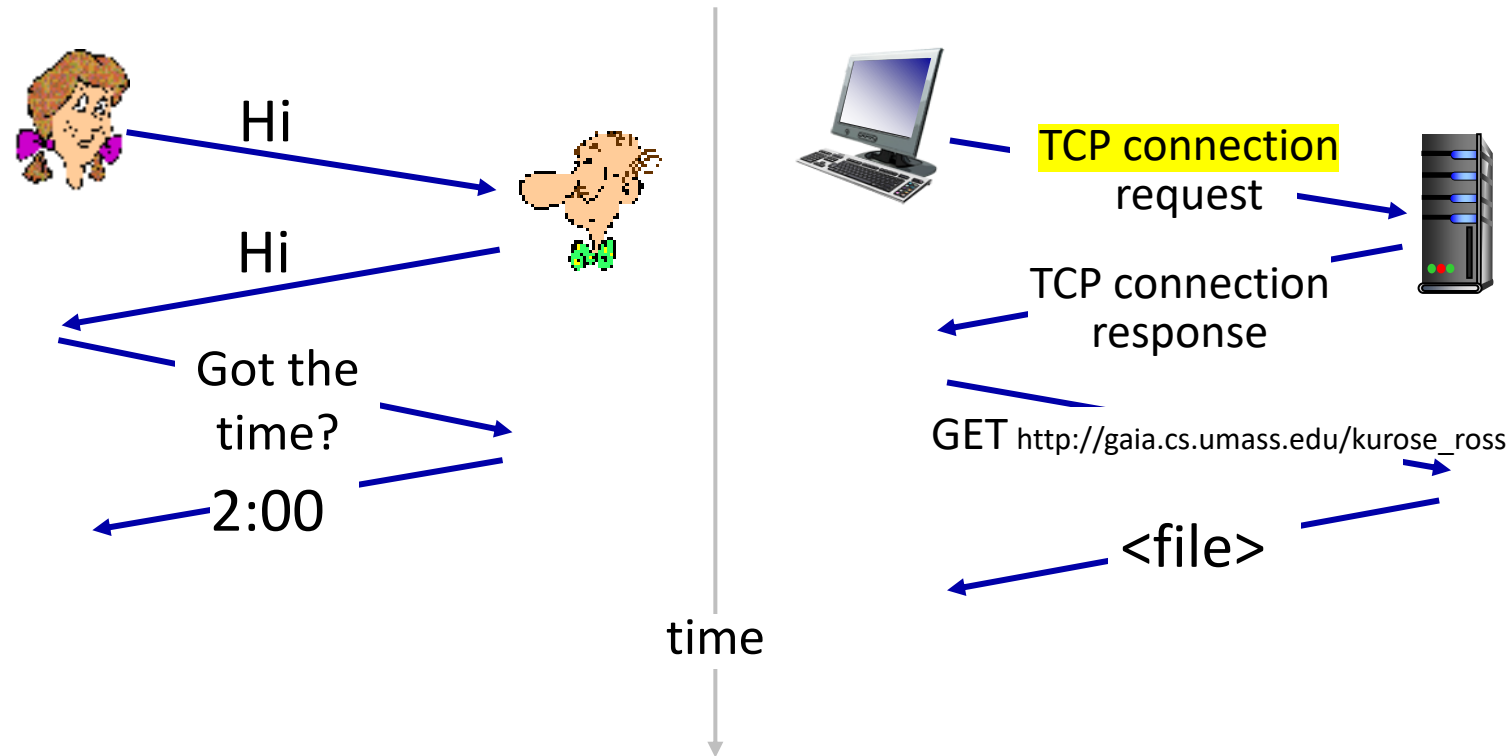 Hi
Hi
Got the
time?
2:00
time
TCP connection
request
TCP connection
response
GET http://gaia.cs.umass.edu/kurose_ross
<file>